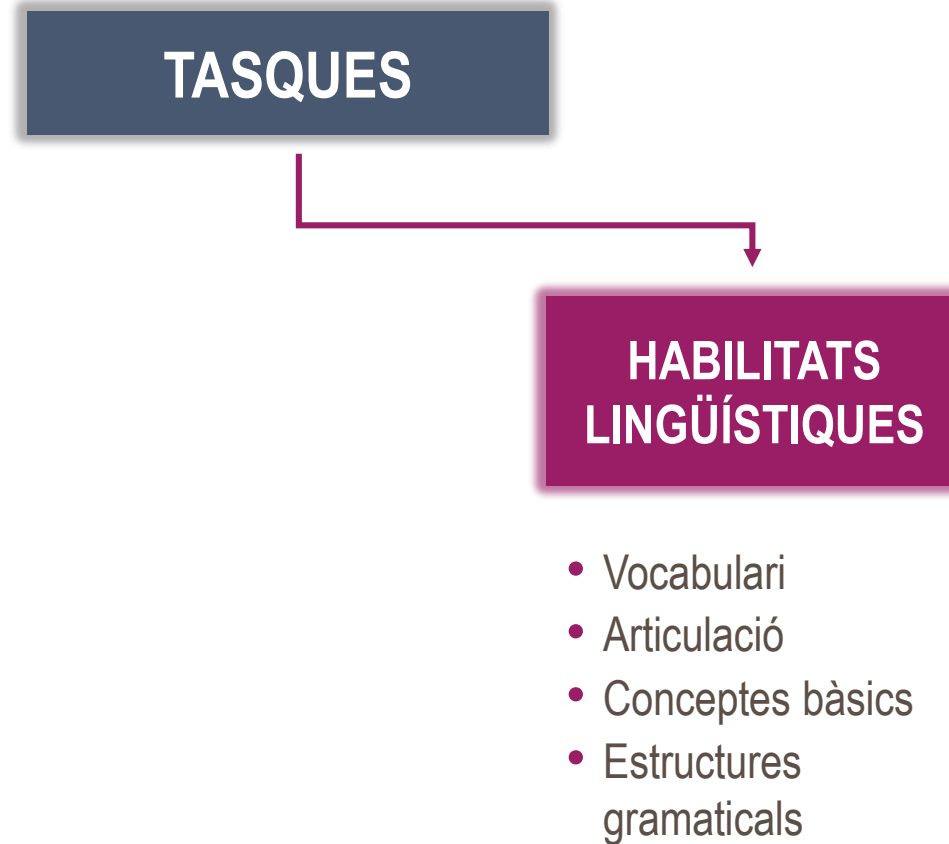 TASQUES
HABILITATS
LINGÜÍSTIQUES
• Vocabulari
• Articulació
• Conceptes bàsics
• Estructures
gramaticals